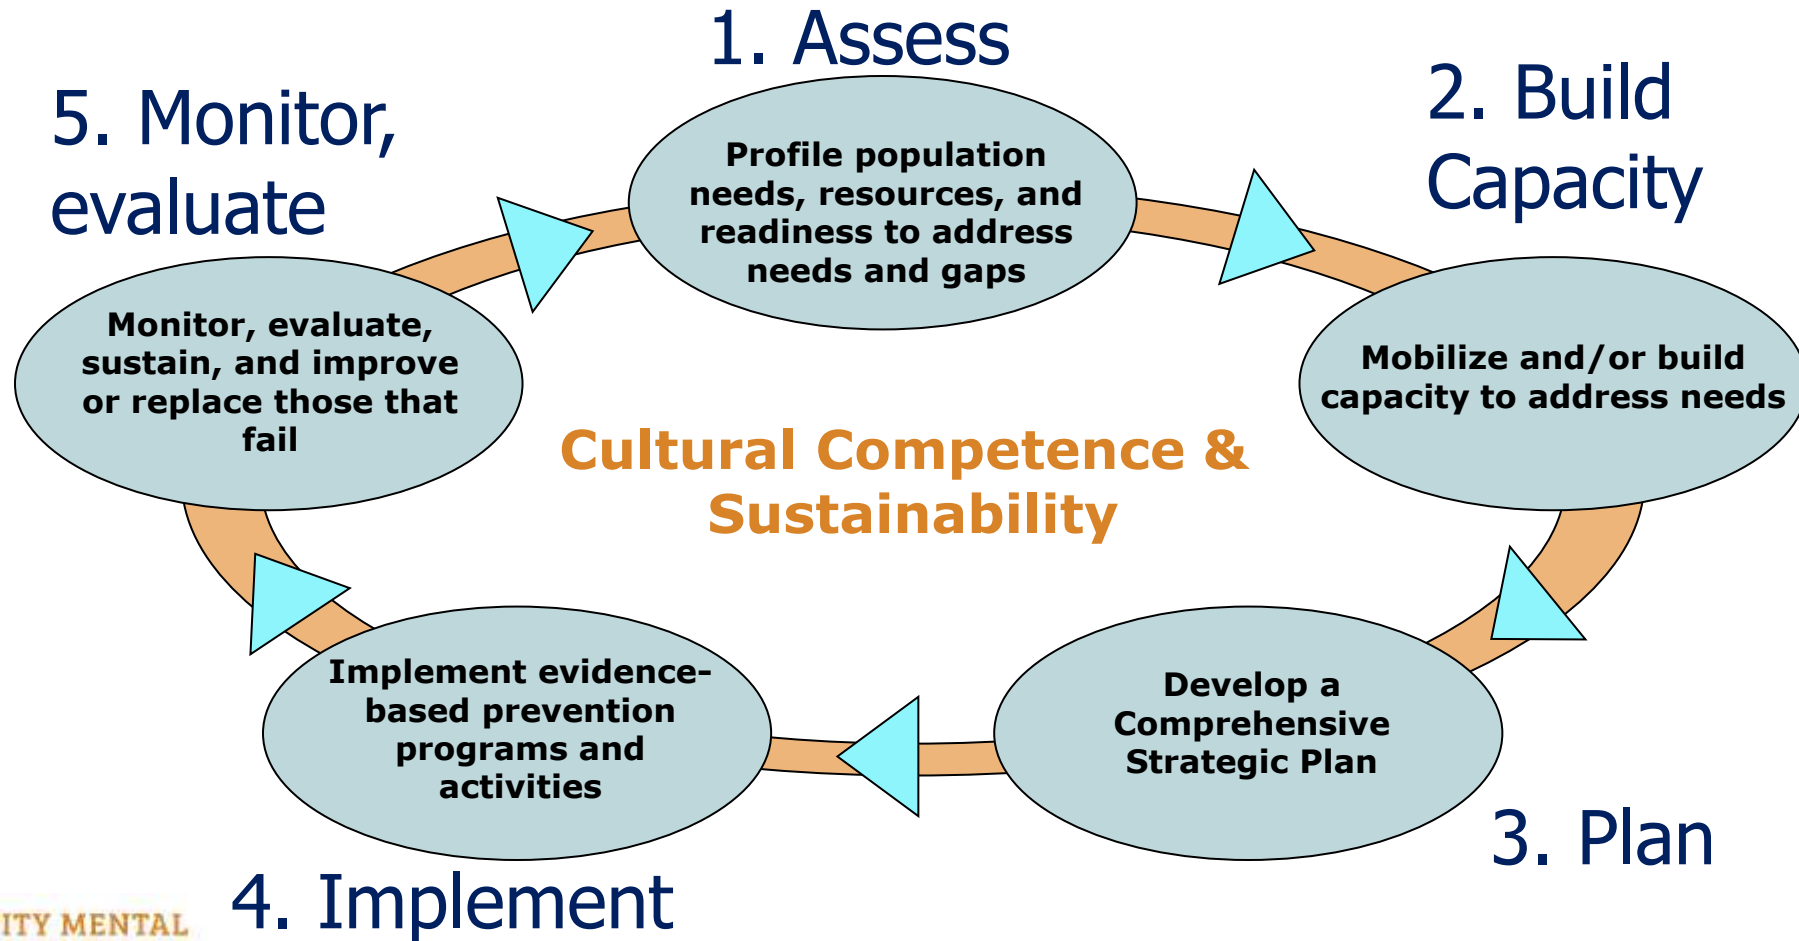 1. Assess
Profile population
needs, resources, and
readiness to address
needs and gaps
2. Build
Capacity
Mobilize and/or build
capacity to address needs
3. Plan
Develop a
Comprehensive
Strategic Plan
4. Implement
Implement evidence-
based prevention
programs and
activities
5. Monitor,
evaluate
Monitor, evaluate,
sustain, and improve
or replace those that
fail
Cultural Competence &
Sustainability
ITY MENTAL